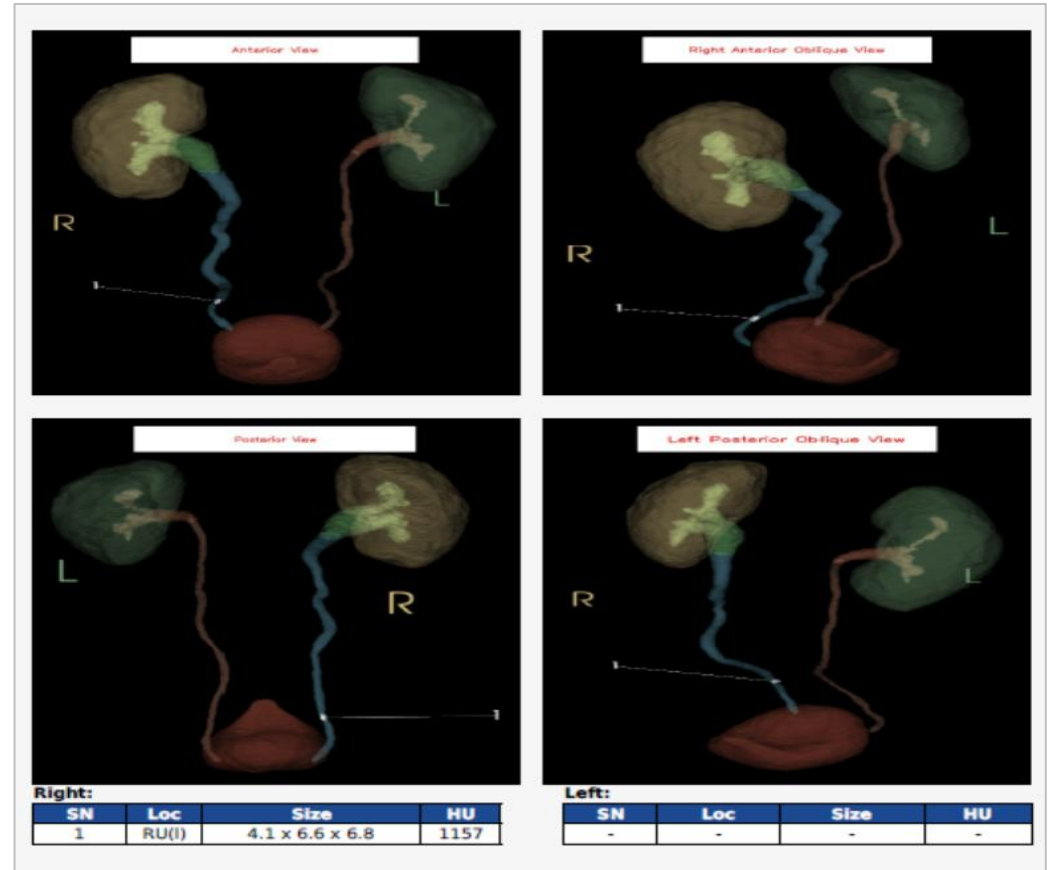 Anterior View
Right Anterior Oblique View
R
L
1
R
L
1
Posterior View
Left Posterior Oblique View
L
R
1
R
L
1
Right:
SN Loc Size HU
1 RU(I) 4.1 x 6.6 x 6.8 1157
Left:
SN Loc Size HU
- - - -